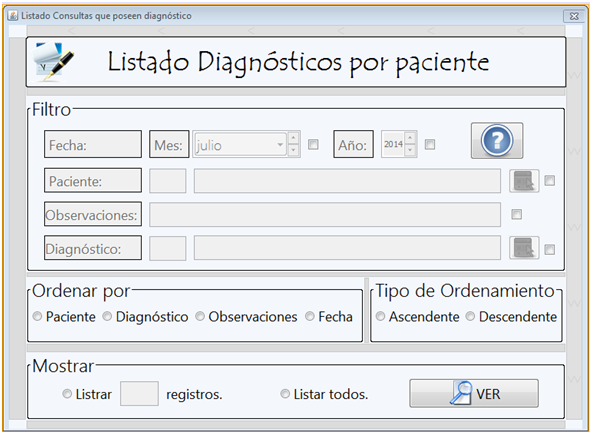 Listado Consultas que poseen diagnóstico
Listado Diagnósticos por paciente
Filtro
Fecha: Mes: julio Año: 2014
Paciente:
Observaciones:
Diagnóstico:
Ordenar por Tipo de Ordenamiento
Paciente Diagnóstico Observaciones Fecha Ascendente Descendente
Mostrar
Listrar registros. Listar todos. VER